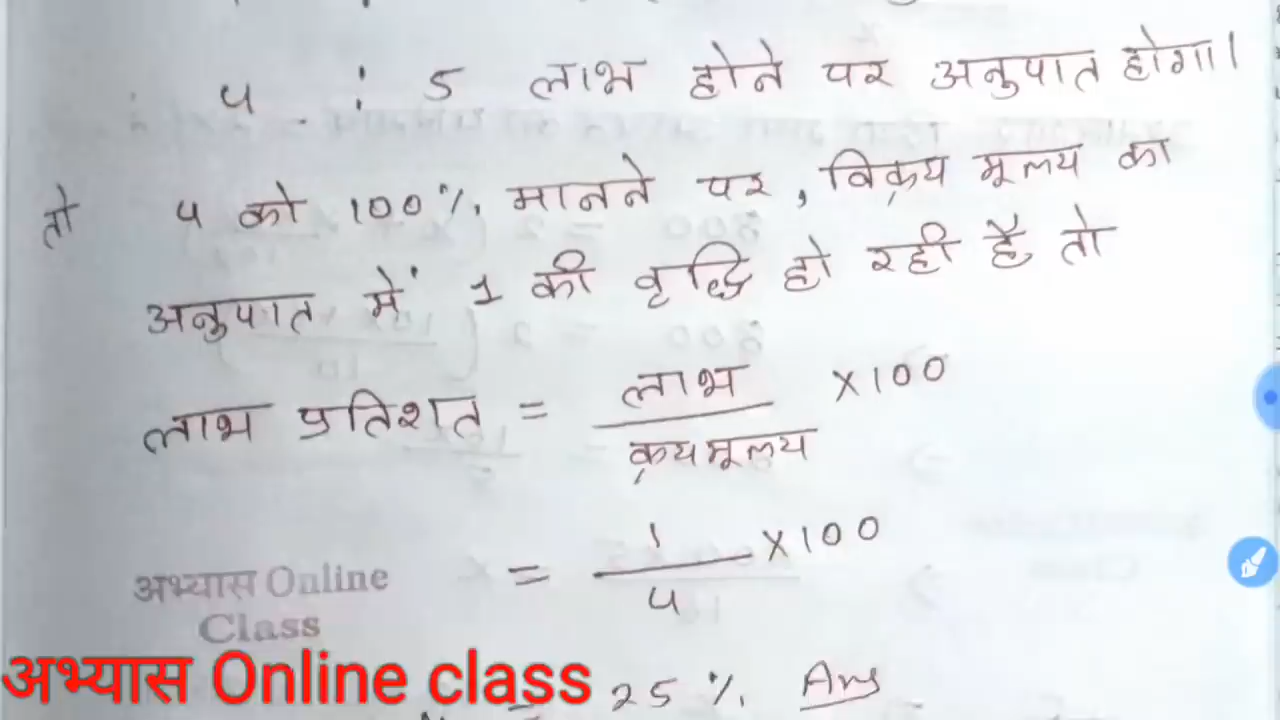 4 : 5 लाभ होने पर अनुपात होगा।
तो 4 को 100% मानने पर, विक्रय मूल्य का
अनुपात में 1 की वृद्धि हो रही है तो
लाभ प्रतिशत = लाभ / क्रयमूल्य ×100
= 1 / 4 ×100
अभ्यास Online
Class
अभ्यास Online class
= 25 % Ans